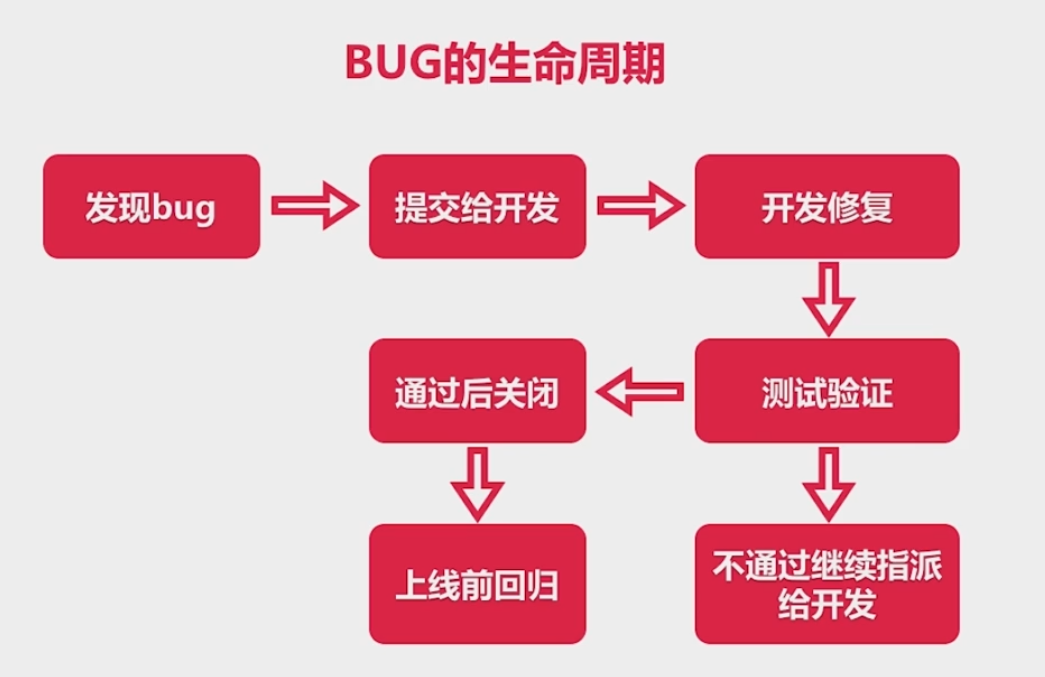 BUG的生命周期
发现bug
提交给开发
开发修复
通过后关闭
测试验证
上线前回归
不通过继续指派
给开发